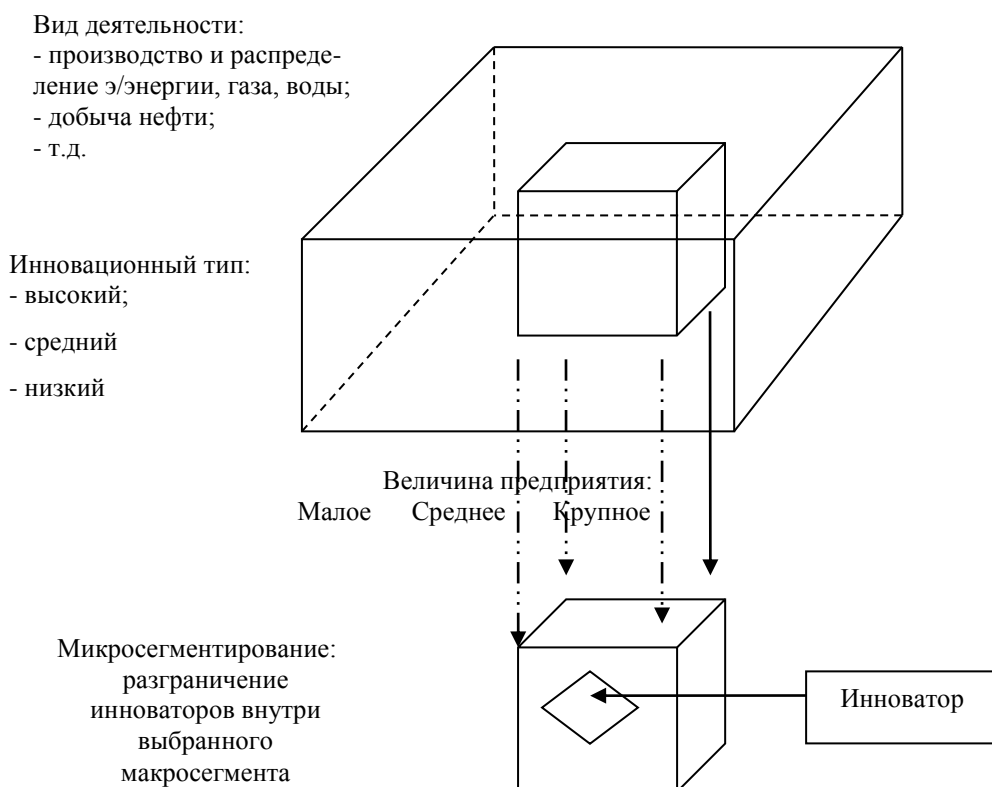 Вид деятельности:
- производство и распреде-
ление э/энергии, газа, воды;
- добыча нефти;
- т.д.
Инновационный тип:
- высокий;
- средний
- низкий
Величина предприятия:
Малое Среднее Крупное
Микросегментирование:
разграничение
инноваторов внутри
выбранного
макросегмента
Инноватор